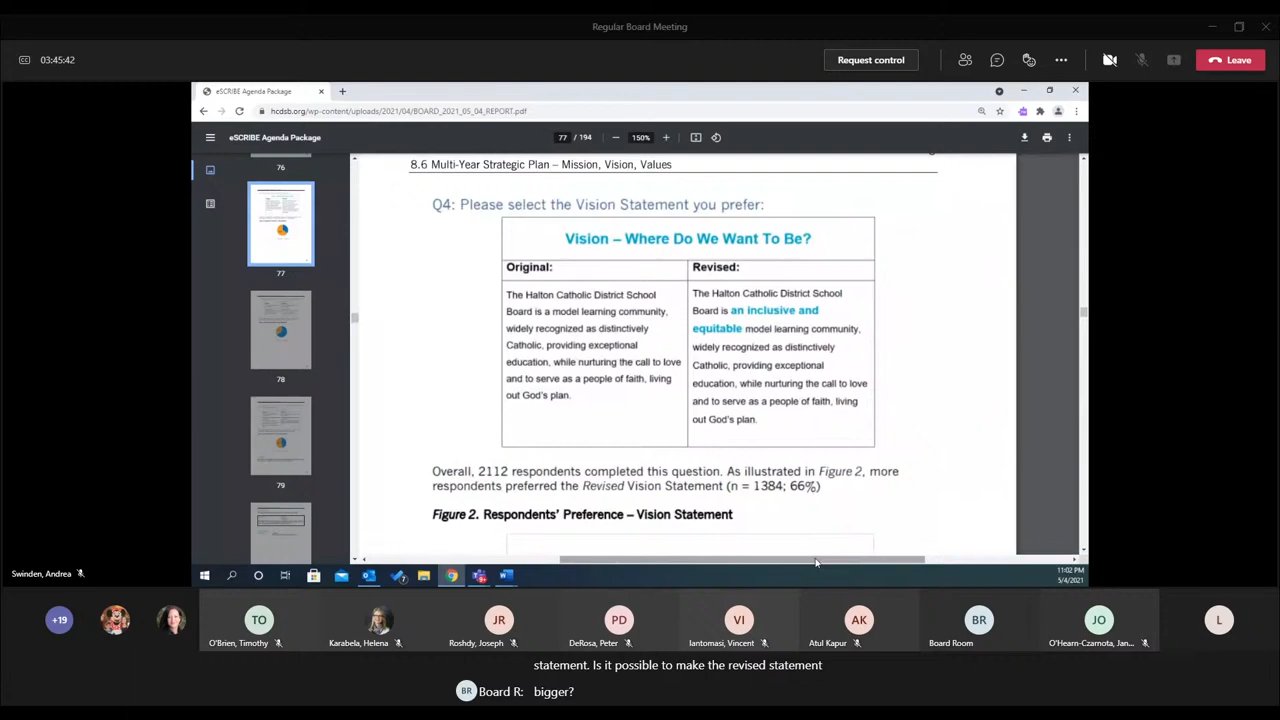 Regular Board Meeting
CC 03:45:42 Request control Leave
eSCRIBE Agenda Package
hcdsb.org/wp-content/uploads/2021/04/BOARD_2021_05_04_REPORT.pdf
eSCRIBE Agenda Package 77 / 194 150%
76
77
78
79
8.6 Multi-Year Strategic Plan – Mission, Vision, Values
Q4: Please select the Vision Statement you prefer:
Vision – Where Do We Want To Be?
Original:
The Halton Catholic District School
Board is a model learning community,
widely recognized as distinctively
Catholic, providing exceptional
education, while nurturing the call to love
and to serve as a people of faith, living
out God's plan.
Revised:
The Halton Catholic District School
Board is an inclusive and
equitable model learning community,
widely recognized as distinctively
Catholic, providing exceptional
education, while nurturing the call to love
and to serve as a people of faith, living
out God's plan.
Overall, 2112 respondents completed this question. As illustrated in Figure 2, more
respondents preferred the Revised Vision Statement (n = 1384; 66%)
Figure 2. Respondents' Preference – Vision Statement
Swinden, Andrea
11:02 PM
5/4/2021
+19 TO JR PD VI AK BR JO L
O'Brien, Timothy Karabela, Helena Roshdy, Joseph DeRosa, Peter Iantomasi, Vincent Atul Kapur Board Room O'Hearn-Czarnota, Jan...
statement. Is it possible to make the revised statement
BR Board R: bigger?